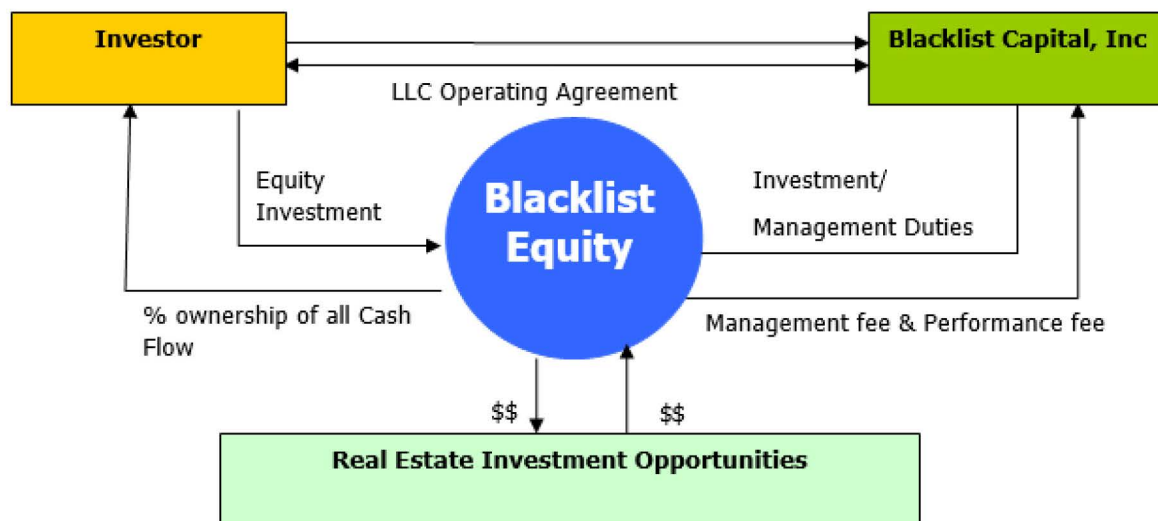 Investor
Blacklist Capital, Inc
LLC Operating Agreement
Equity
Investment
Blacklist
Equity
Investment/
Management Duties
% ownership of all Cash
Flow
Management fee & Performance fee
$$
$$
Real Estate Investment Opportunities